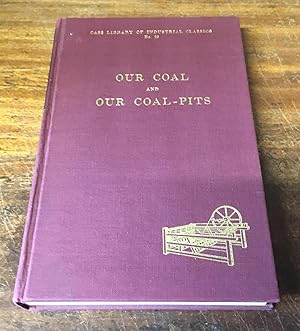 CASS LIBRARY OF INDUSTRIAL CLASSICS
OUR COAL
AND
OUR COAL-PITS